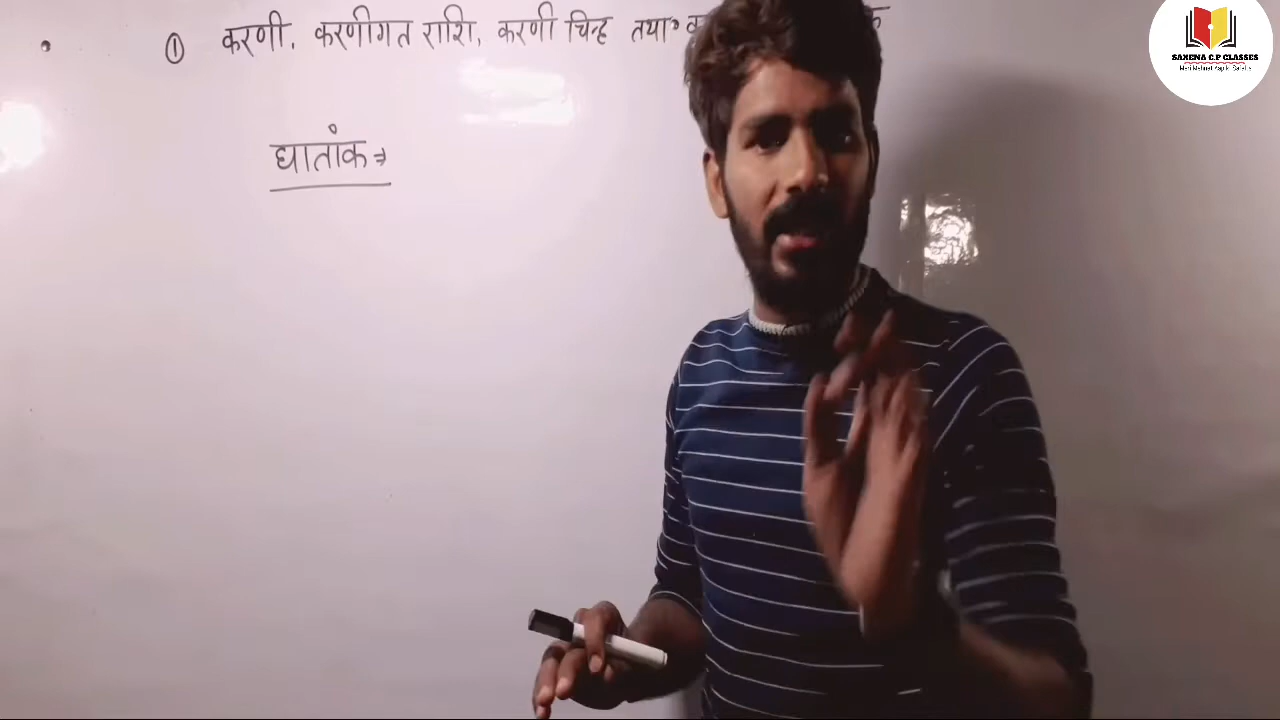 ① करणी, करणीगत राशि, करणी चिन्ह तथा
घातांक ⇒
SAXENA C.P CLASSES